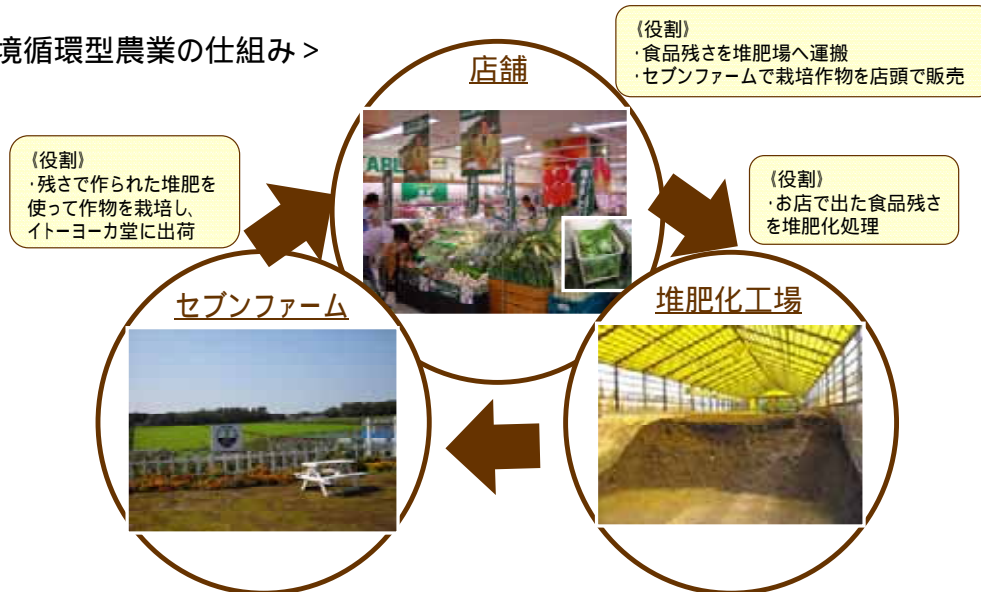 境循環型農業の仕組み>
店舗
《役割》
・食品残さを堆肥場へ運搬
・セブンファームで栽培作物を店頭で販売
《役割》
・残さで作られた堆肥を
使って作物を栽培し、
イトーヨーカ堂に出荷
《役割》
・お店で出た食品残さ
を堆肥化処理
セブンファーム
堆肥化工場